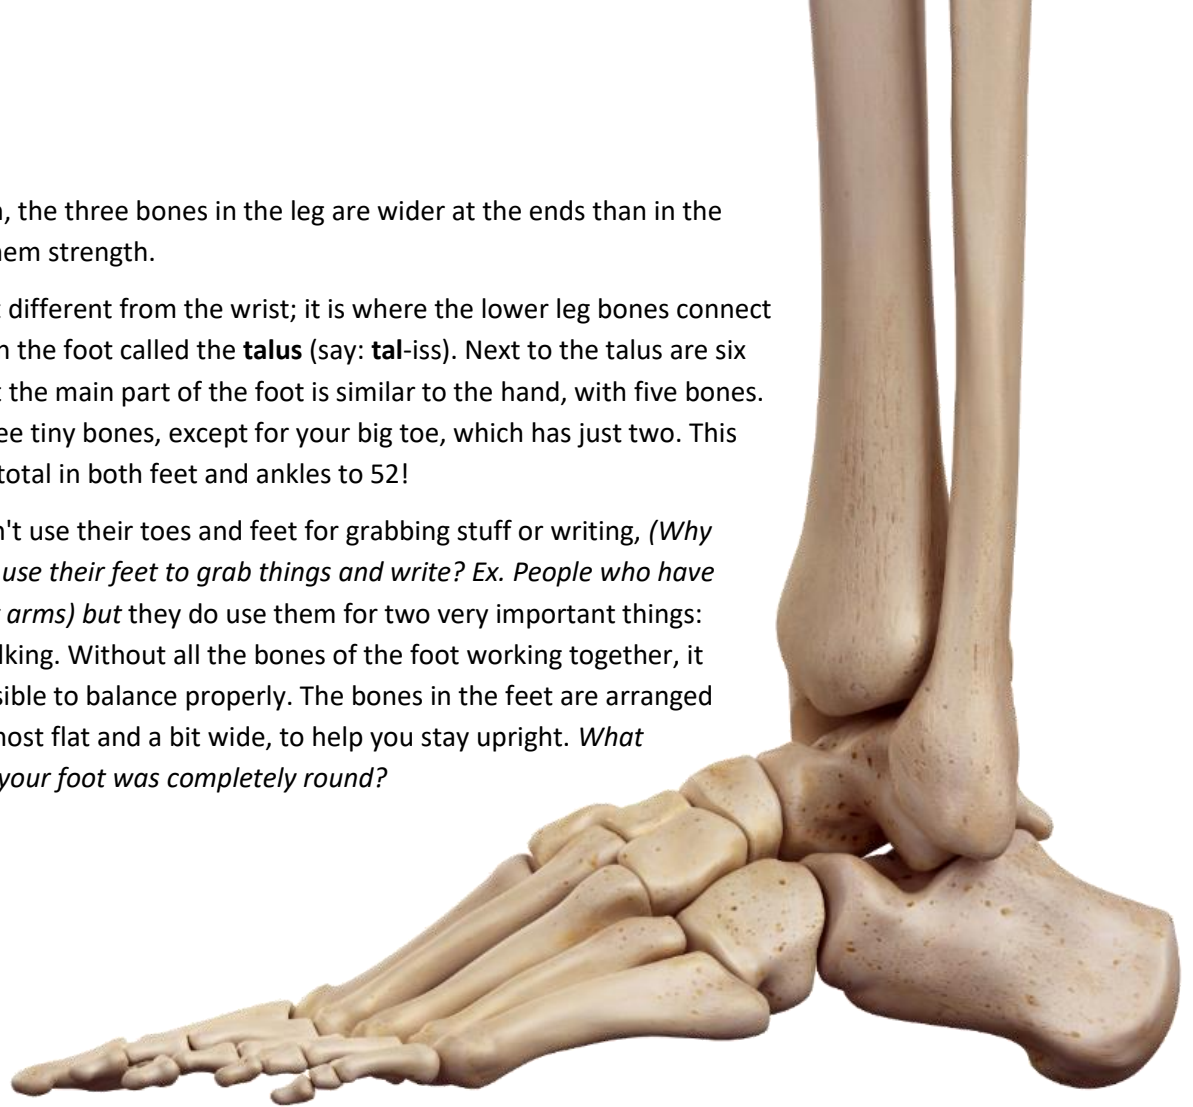 , the three bones in the leg are wider at the ends than in the
em strength.
different from the wrist; it is where the lower leg bones connect
the foot called the talus (say: tal-iss). Next to the talus are six
the main part of the foot is similar to the hand, with five bones.
ee tiny bones, except for your big toe, which has just two. This
total in both feet and ankles to 52!
n't use their toes and feet for grabbing stuff or writing, (Why
use their feet to grab things and write? Ex. People who have
arms) but they do use them for two very important things:
lking. Without all the bones of the foot working together, it
sible to balance properly. The bones in the feet are arranged
most flat and a bit wide, to help you stay upright. What
your foot was completely round?